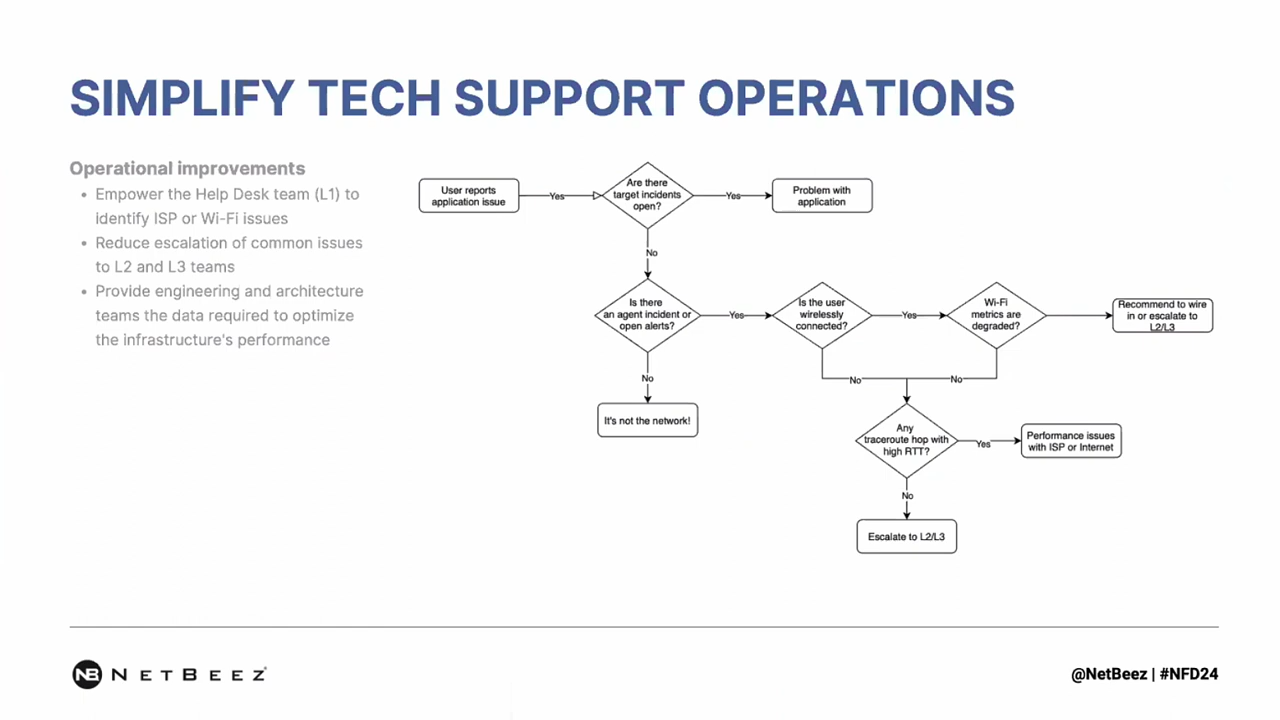 SIMPLIFY TECH SUPPORT OPERATIONS
Operational improvements
• Empower the Help Desk team (L1) to
identify ISP or Wi-Fi issues
• Reduce escalation of common issues
to L2 and L3 teams
• Provide engineering and architecture
teams the data required to optimize
the infrastructure's performance
User reports
application issue
Yes
Are there
target incidents
open?
Yes
Problem with
application
No
Is there
an agent incident or
open alerts?
Yes
Is the user
wirelessly
connected?
Yes
Wi-Fi
metrics are
degraded?
Recommend to wire
in or escalate to
L2/L3
No
No
No
It's not the network!
Any
traceroute hop with
high RTT?
Yes
Performance issues
with ISP or Internet
No
Escalate to L2/L3
NB NETBEEZ
@NetBeez | #NFD24